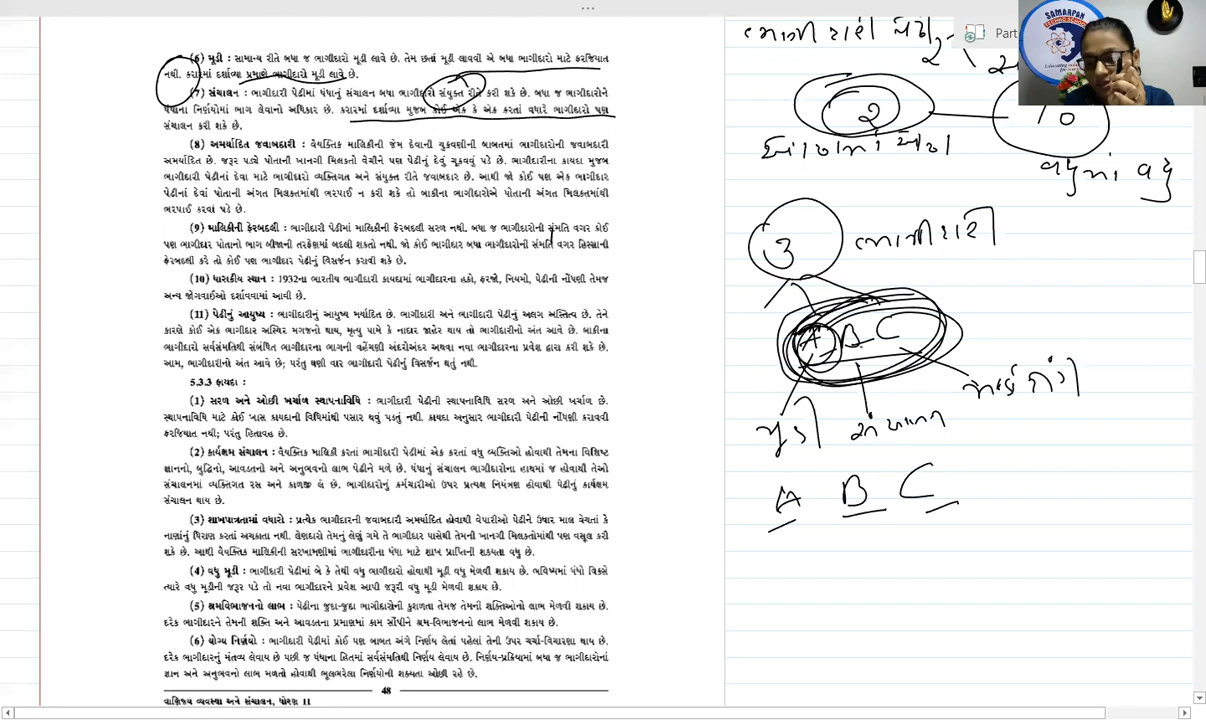 (6) મૂડી : સામાન્ય રીતે બધા જ ભાગીદારો મૂડી લાવે છે. તેમ છતાં મૂડી લાવવી એ બધા ભાગીદારો માટે ફરજિયાત
નથી. કરારમાં દર્શાવ્યા પ્રમાણે ભાગીદારો મૂડી લાવે છે.
(7) સંચાલન : ભાગીદારી પેઢીમાં ધંધાનું સંચાલન બધા ભાગીદારો સંયુક્ત રીતે કરી શકે છે. બધા જ ભાગીદારોને
ધંધાના નિર્ણયોમાં ભાગ લેવાનો અધિકાર છે. કરારમાં દર્શાવ્યા મુજબ કોઈ એક કે એક કરતાં વધારે ભાગીદારો પણ
સંચાલન કરી શકે છે.
(8) અમર્યાદિત જવાબદારી : વૈયક્તિક માલિકીની જેમ દેવાની ચુકવણીની બાબતમાં ભાગીદારોની જવાબદારી
અમર્યાદિત છે. જરૂર પડ્યે પોતાની ખાનગી મિલકતો વેચીને પણ પેઢીનું દેવું ચૂકવવું પડે છે. ભાગીદારીના કાયદા મુજબ
ભાગીદારી પેઢીનાં દેવા માટે ભાગીદારો વ્યક્તિગત અને સંયુક્ત રીતે જવાબદાર છે. આથી જો કોઈ પણ એક ભાગીદાર
પેઢીનાં દેવાં પોતાની અંગત મિલકતમાંથી ભરપાઈ ન કરી શકે તો બાકીના ભાગીદારોએ પોતાની અંગત મિલકતમાંથી
ભરપાઈ કરવાં પડે છે.
(9) માલિકીની ફેરબદલી : ભાગીદારી પેઢીમાં માલિકીની ફેરબદલી સરળ નથી. બધા જ ભાગીદારોની સંમતિ વગર કોઈ
પણ ભાગીદાર પોતાનો ભાગ બીજાની તરફેણમાં બદલી શકતો નથી. જો કોઈ ભાગીદાર બધા ભાગીદારોની સંમતિ વગર હિસ્સાની
ફેરબદલી કરે તો કોઈ પણ ભાગીદાર પેઢીનું વિસર્જન કરાવી શકે છે.
(10) ધારાકીય સ્થાન : 1932ના ભારતીય ભાગીદારી કાયદામાં ભાગીદારોના હકો, ફરજો, નિયમો, પેઢીની નોંધણી તેમજ
અન્ય જોગવાઈઓ દર્શાવવામાં આવી છે.
(11) પેઢીનું આયુષ્ય : ભાગીદારીનું આયુષ્ય મર્યાદિત છે. ભાગીદારી અને ભાગીદારી પેઢીનું અલગ અસ્તિત્વ છે. તેને
કારણે કોઈ એક ભાગીદાર અસ્થિર મગજનો થાય, મૃત્યુ પામે કે નાદાર જાહેર થાય તો ભાગીદારીનો અંત આવે છે. બાકીના
ભાગીદારો સર્વસંમતિથી સંબંધિત ભાગીદારના ભાગની વહેંચણી અંદરોઅંદર અથવા નવા ભાગીદારના પ્રવેશ દ્વારા કરી શકે છે.
આમ, ભાગીદારીનો અંત આવે છે; પરંતુ ઘણી વાર ભાગીદારી પેઢીનું વિસર્જન થતું નથી.
5.3.3 ફાયદા :
(1) સરળ અને ઓછી ખર્ચાળ સ્થાપનાવિધિ : ભાગીદારી પેઢીની સ્થાપનાવિધિ સરળ અને ઓછી ખર્ચાળ છે.
સ્થાપનાવિધિ માટે કોઈ ખાસ કાયદાની વિધિમાંથી પસાર થવું પડતું નથી. કાયદા અનુસાર ભાગીદારી પેઢીની નોંધણી કરાવવી
ફરજિયાત નથી; પરંતુ હિતાવહ છે.
(2) કાર્યક્ષમ સંચાલન : વૈયક્તિક માલિકી કરતાં ભાગીદારીમાં એક કરતાં વધુ વ્યક્તિઓ હોવાથી તેમના વિશિષ્ટ
જ્ઞાનનો, બુદ્ધિનો, આવડતનો અને અનુભવનો લાભ પેઢીને મળે છે. ધંધાનું સંચાલન ભાગીદારોના હાથમાં જ હોવાથી તેઓ
સંચાલનમાં વ્યક્તિગત રસ અને કાળજી લે છે. ભાગીદારોનું કર્મચારીઓ ઉપર પ્રત્યક્ષ નિયંત્રણ હોવાથી પેઢીનું કાર્યક્ષમ
સંચાલન થાય છે.
(3) શાખપાત્રતામાં વધારો : પ્રત્યેક ભાગીદારની જવાબદારી અમર્યાદિત હોવાથી વેપારીઓ પેઢીને ઉધાર માલ વેચતાં કે
નાણાંનું ધિરાણ કરતાં અચકાતા નથી. લેણદારો તેમનું લેણું ગમે તે ભાગીદાર પાસેથી તેમની ખાનગી મિલકતોમાંથી પણ વસૂલ કરી
શકે છે. આથી વૈયક્તિક માલિકીની સરખામણીમાં ભાગીદારીના ધંધા માટે શાખ પ્રાપ્તિની શક્યતા વધુ છે.
(4) વધુ મૂડી : ભાગીદારી પેઢીમાં બે કે તેથી વધુ ભાગીદારો હોવાથી મૂડી વધુ મેળવી શકાય છે. ભવિષ્યમાં ધંધો વિકસે
ત્યારે વધુ મૂડીની જરૂર પડે તો નવા ભાગીદારને પ્રવેશ આપી જરૂરી વધુ મૂડી મેળવી શકાય છે.
(5) શ્રમવિભાજનનો લાભ : પેઢીના જુદા-જુદા ભાગીદારોની કુશળતા તેમજ તેમની શક્તિઓનો લાભ મેળવી શકાય છે.
દરેક ભાગીદારને તેમની શક્તિ અને આવડતના પ્રમાણમાં કામ સોંપીને શ્રમ-વિભાજનનો લાભ મેળવી શકાય છે.
(6) યોગ્ય નિર્ણયો : ભાગીદારી પેઢીમાં કોઈ પણ બાબત અંગે નિર્ણય લેતાં પહેલાં તેની ઉપર ચર્ચા-વિચારણા થાય છે.
દરેક ભાગીદારનું મંતવ્ય લેવાય છે પછી જ ધંધાના હિતમાં સર્વસંમતિથી નિર્ણય લેવાય છે. નિર્ણય-પ્રક્રિયામાં બધા જ ભાગીદારોનાં
જ્ઞાન અને અનુભવનો લાભ મળતો હોવાથી ભૂલભરેલા નિર્ણયોની શક્યતા ઓછી રહે છે.
48
વાણિજ્ય વ્યવસ્થા અને સંચાલન, ધોરણ 11
Part
SAMARPAN
2
10
વધુમાં વધુ
3 ભાગીદારી
A B C
મૂડી સંચાલન
A B C